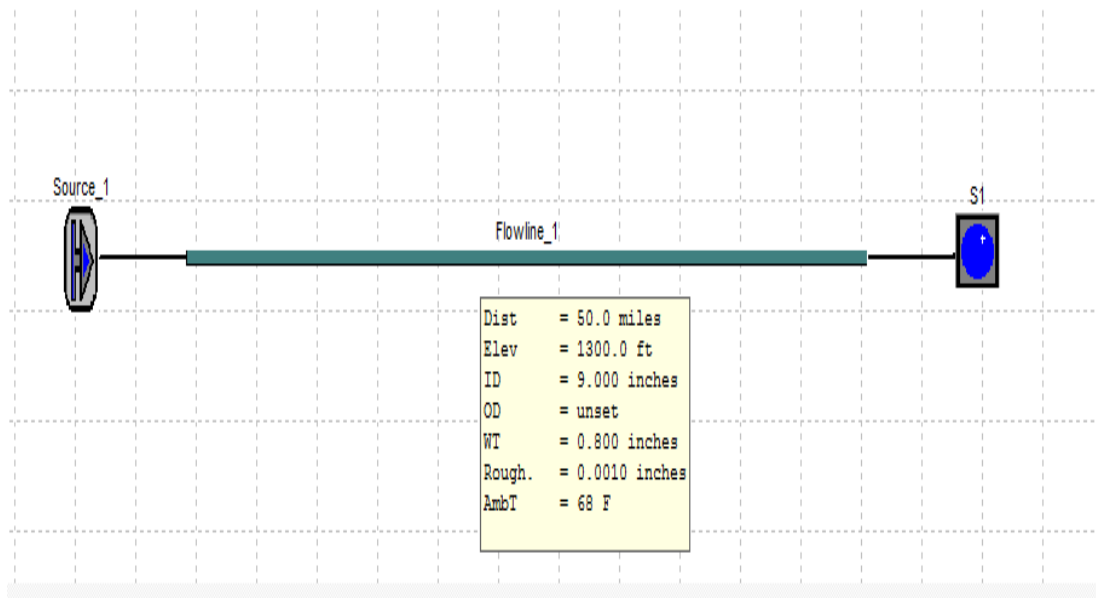 Source_1
S1
Flowline_1
Dist = 50.0 miles
Elev = 1300.0 ft
ID = 9.000 inches
OD = unset
WT = 0.800 inches
Rough. = 0.0010 inches
AmbT = 68 F